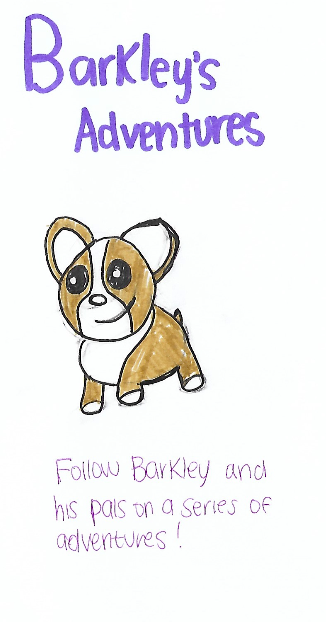 Barkley's
Adventures
Follow Barkley and
his pals on a series of
adventures!